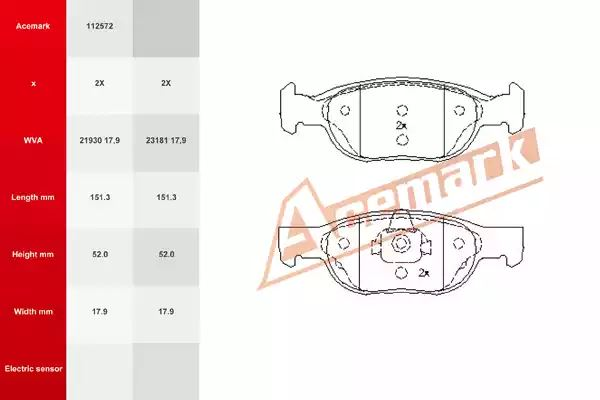 Acemark 112572
x 2X 2X
WVA 21930 17,9 23181 17,9
Length mm 151.3 151.3
Height mm 52.0 52.0
Width mm 17.9 17.9
Electric sensor
2x
Acemark
2x